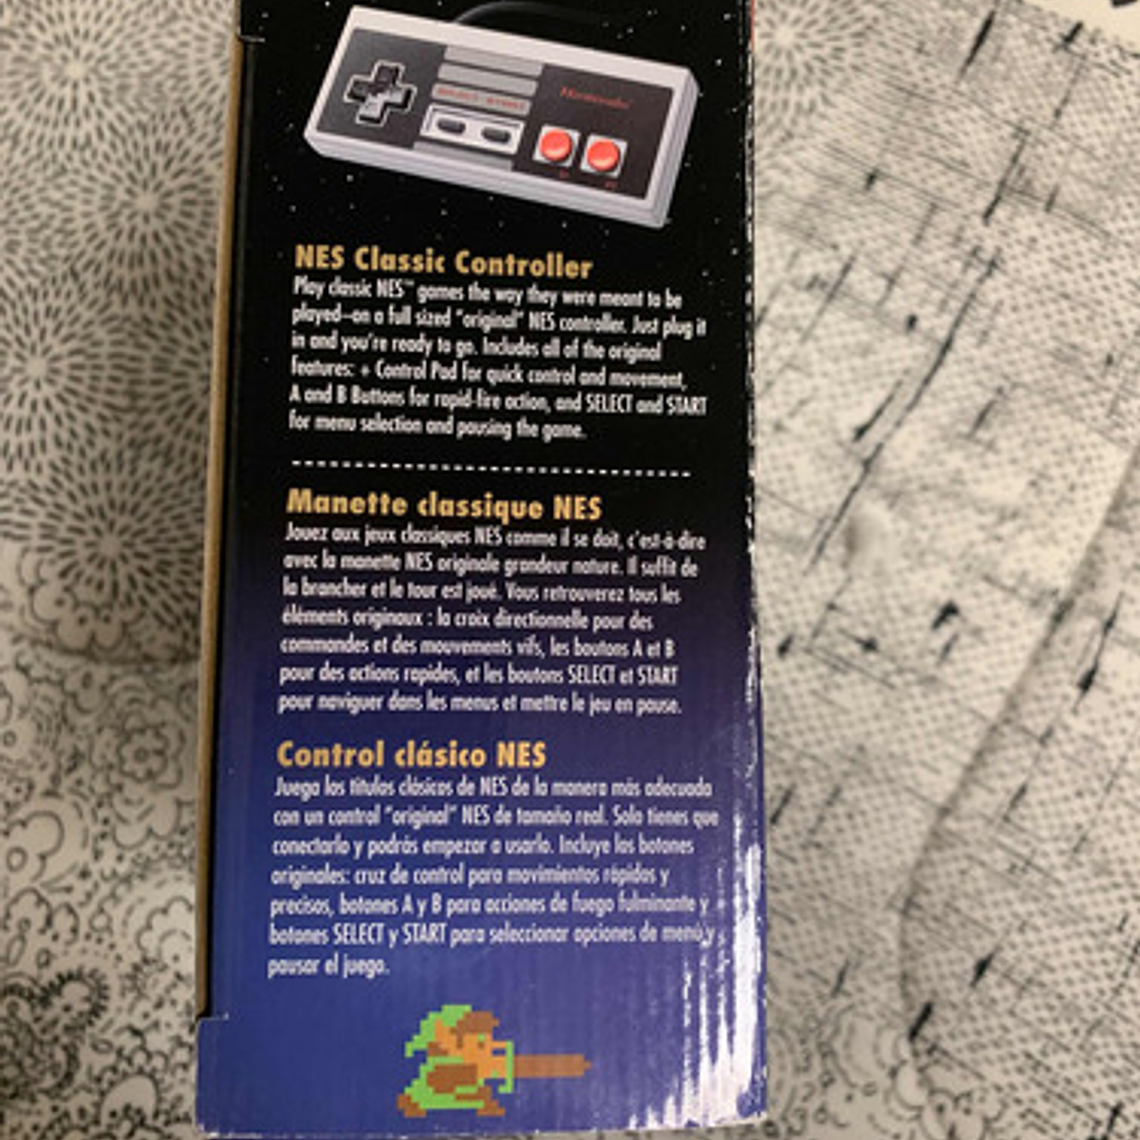 Nintendo
SELECT START
NES Classic Controller
Play classic NES™ games the way they were meant to be
played–on a full sized "original" NES controller. Just plug it
in and you're ready to go. Includes all of the original
features: + Control Pad for quick control and movement,
A and B Buttons for rapid-fire action, and SELECT and START
for menu selection and pausing the game.
Manette classique NES
Jouez aux jeux classiques NES comme il se doit, c'est-à-dire
avec la manette NES originale grandeur nature. Il suffit de
la brancher et le tour est joué. Vous retrouverez tous les
éléments originaux : la croix directionnelle pour des
commandes et des mouvements vifs, les boutons A et B
pour des actions rapides, et les boutons SELECT et START
pour naviguer dans les menus et mettre le jeu en pause.
Control clásico NES
Juega los títulos clásicos de NES de la manera más adecuada
con un control "original" NES de tamaño real. Solo tienes que
conectarlo y podrás empezar a usarlo. Incluye los botones
originales: cruz de control para movimientos rápidos y
precisos, botones A y B para acciones de fuego fulminante y
botones SELECT y START para seleccionar opciones de menú y
pausar el juego.